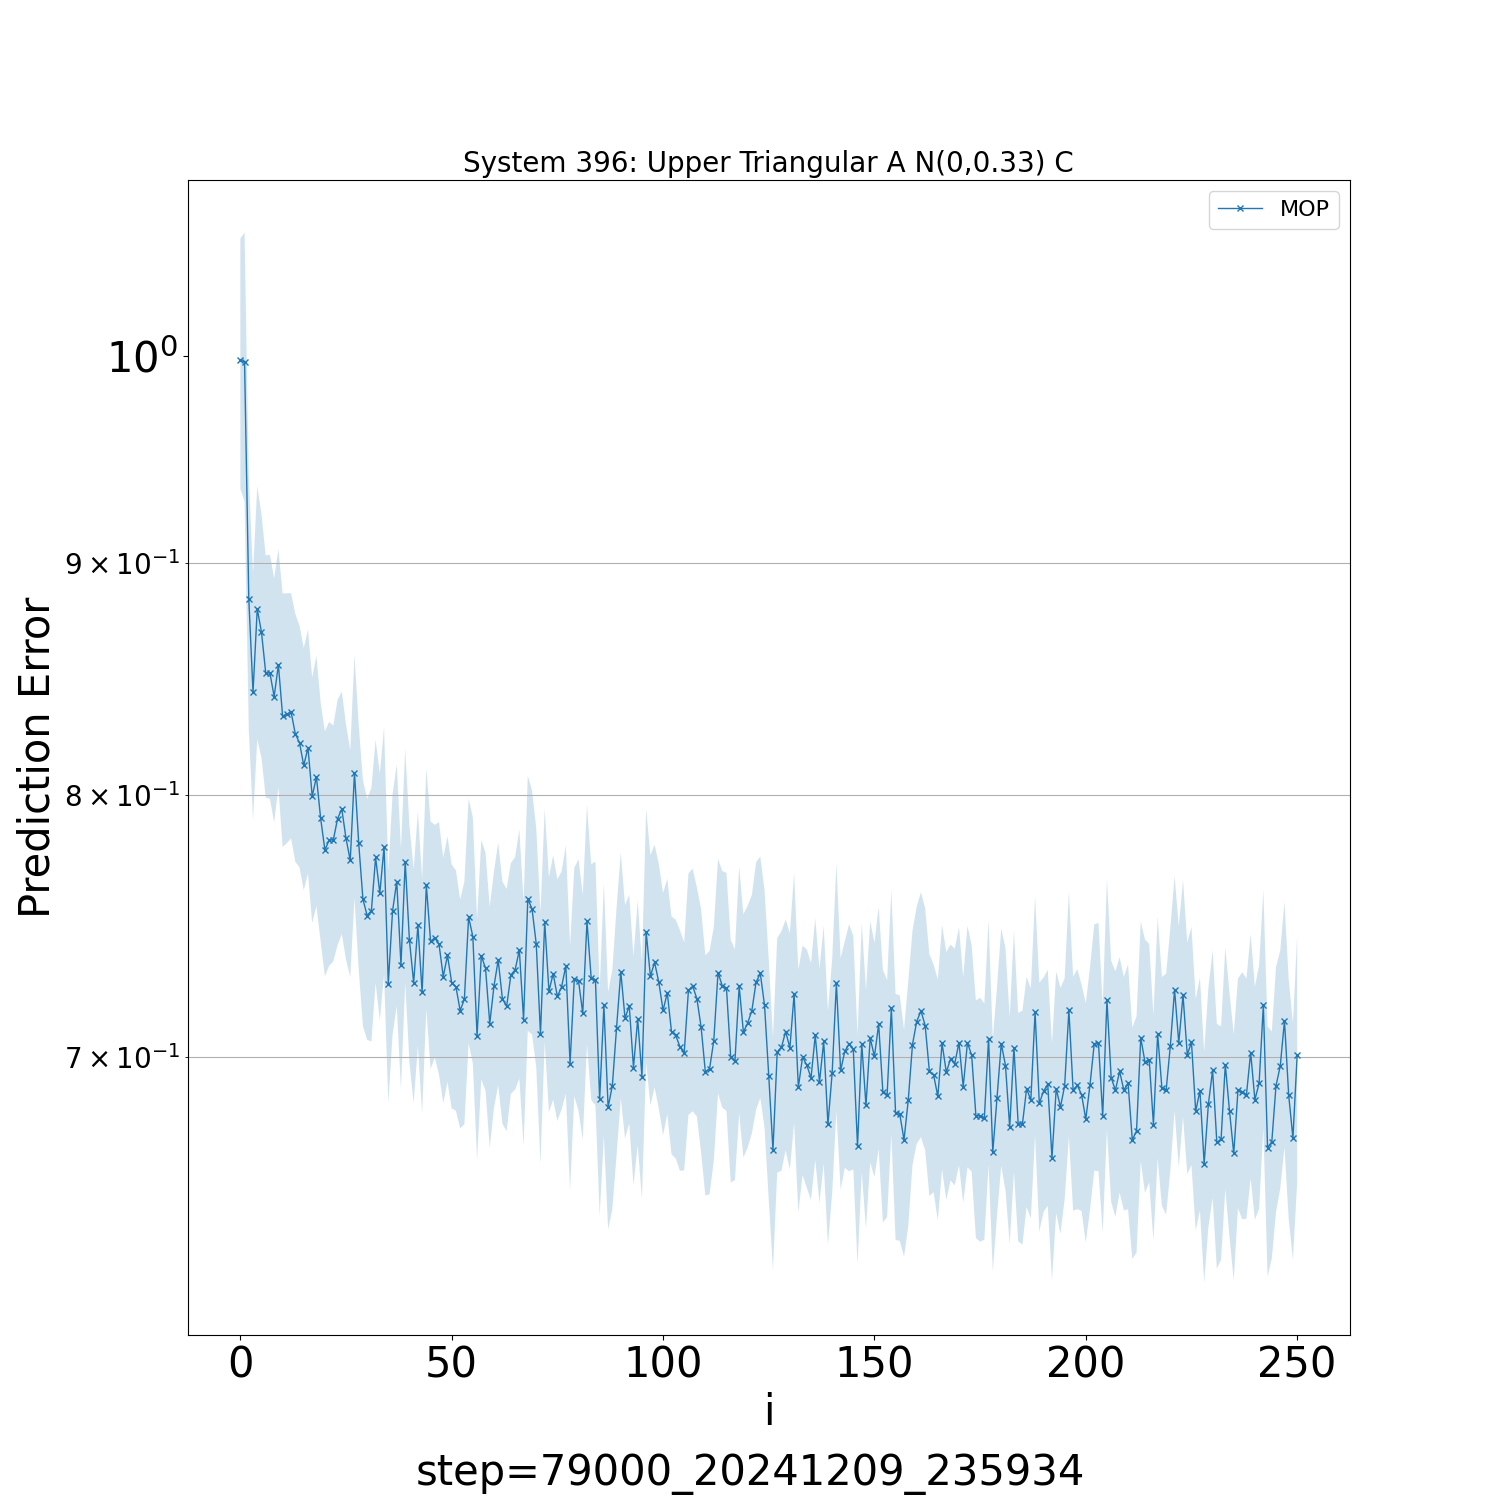 System 396: Upper Triangular A N(0,0.33) C
MOP
10⁰
9 × 10⁻¹
8 × 10⁻¹
7 × 10⁻¹
Prediction Error
0 50 100 150 200 250
i
step=79000_20241209_235934